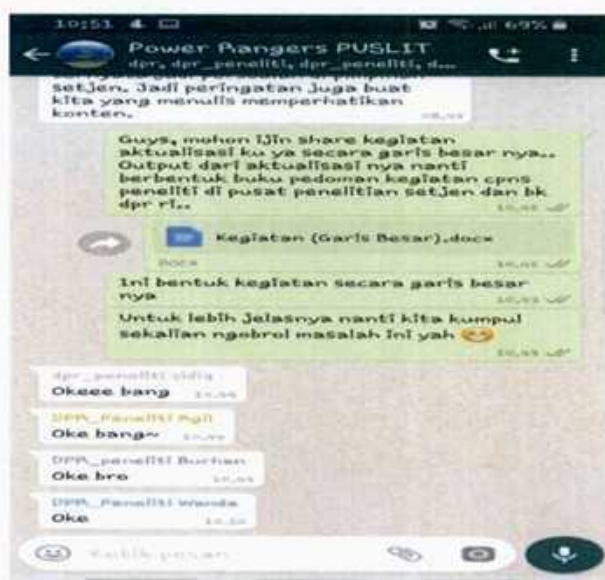 10:51
69%
Power Rangers PUSLIT
dpr, dpr_peneliti, dpr_peneliti, d...
setjen. Jadi peringatan juga buat
kita yang menulis memperhatikan
konten.
Guys, mohon ijin share kegiatan
aktualisasi ku ya secara garis besar nya..
Output dari aktualisasi nya nanti
berbentuk buku pedoman kegiatan cpns
peneliti di pusat penelitian setjen dan bk
dpr ri..
Kegiatan (Garis Besar).docx
DOCX
Ini bentuk kegiatan secara garis besar
nya
Untuk lebih jelasnya nanti kita kumpul
sekalian ngobrol masalah ini yah
dpr_peneliti sidiq
Okeee bang
DPR_Peneliti Agil
Oke bang~
DPR_peneliti Burhan
Oke bro
DPR_Peneliti Wanda
Oke
Ketik pesan